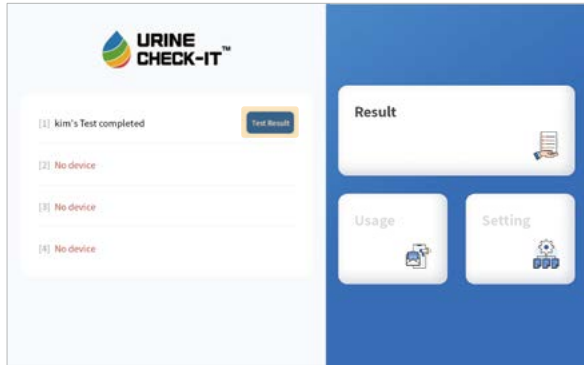 URINE
CHECK-IT™
[1] kim's Test completed
Test Result
[2] No device
[3] No device
[4] No device
Result
Usage
Setting